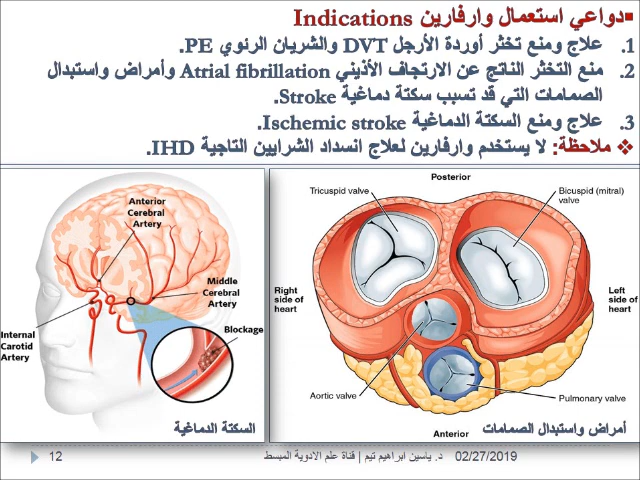 ▪دواعي استعمال وارفارين Indications
1. علاج ومنع تخثر أوردة الأرجل DVT والشريان الرئوي PE.
2. منع التخثر الناتج عن الارتجاف الأذيني Atrial fibrillation وأمراض واستبدال
الصمامات التي قد تسبب سكتة دماغية Stroke.
3. علاج ومنع السكتة الدماغية Ischemic stroke.
❖ ملاحظة: لا يستخدم وارفارين لعلاج انسداد الشرايين التاجية IHD.
Anterior
Cerebral
Artery
Middle
Cerebral
Artery
Internal
Carotid
Artery
Blockage
السكتة الدماغية
Posterior
Tricuspid valve
Bicuspid (mitral)
valve
Right
side of
heart
Left
side of
heart
Aortic valve
Pulmonary valve
Anterior
أمراض واستبدال الصمامات
12
د. ياسين ابراهيم تيم | قناة علم الادوية المبسط
02/27/2019